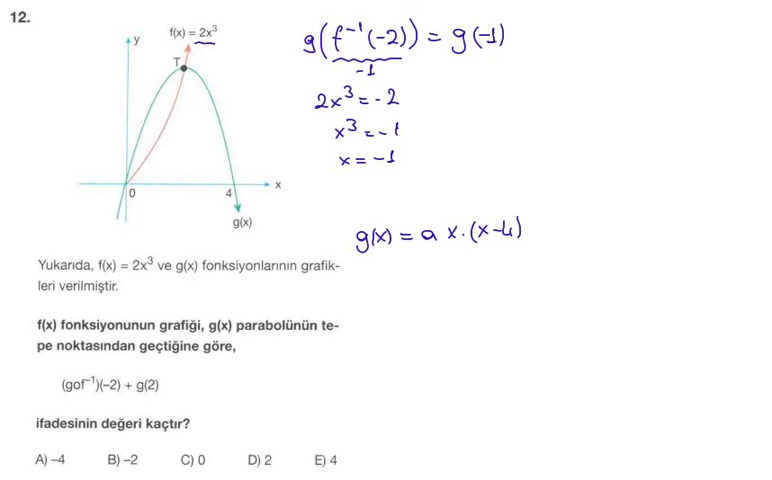 12.
y
f(x) = 2x³
T
x
0
4
g(x)
g(f⁻¹(-2)) = g(-1)
-1
2x³ = -2
x³ = -1
x = -1
g(x) = a x.(x-4)
Yukarıda, f(x) = 2x³ ve g(x) fonksiyonlarının grafik-
leri verilmiştir.
f(x) fonksiyonunun grafiği, g(x) parabolünün te-
pe noktasından geçtiğine göre,
(gof⁻¹)(-2) + g(2)
ifadesinin değeri kaçtır?
A) -4 B) -2 C) 0 D) 2 E) 4